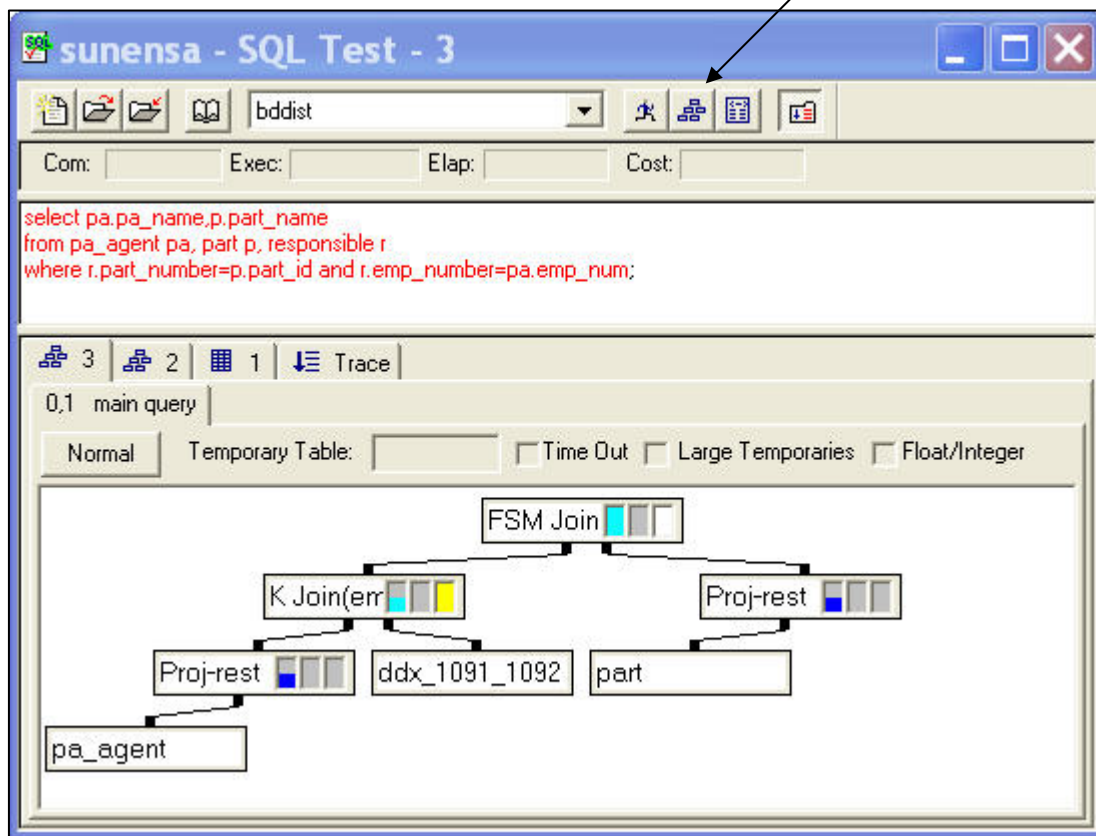 sunensa - SQL Test - 3
bddist
Com: Exec: Elap: Cost:
select pa.pa_name,p.part_name
from pa_agent pa, part p, responsible r
where r.part_number=p.part_id and r.emp_number=pa.emp_num;
3 2 1 Trace
0,1 main query
Normal Temporary Table: Time Out Large Temporaries Float/Integer
FSM Join
K Join(em Proj-rest
Proj-rest ddx_1091_1092 part
pa_agent